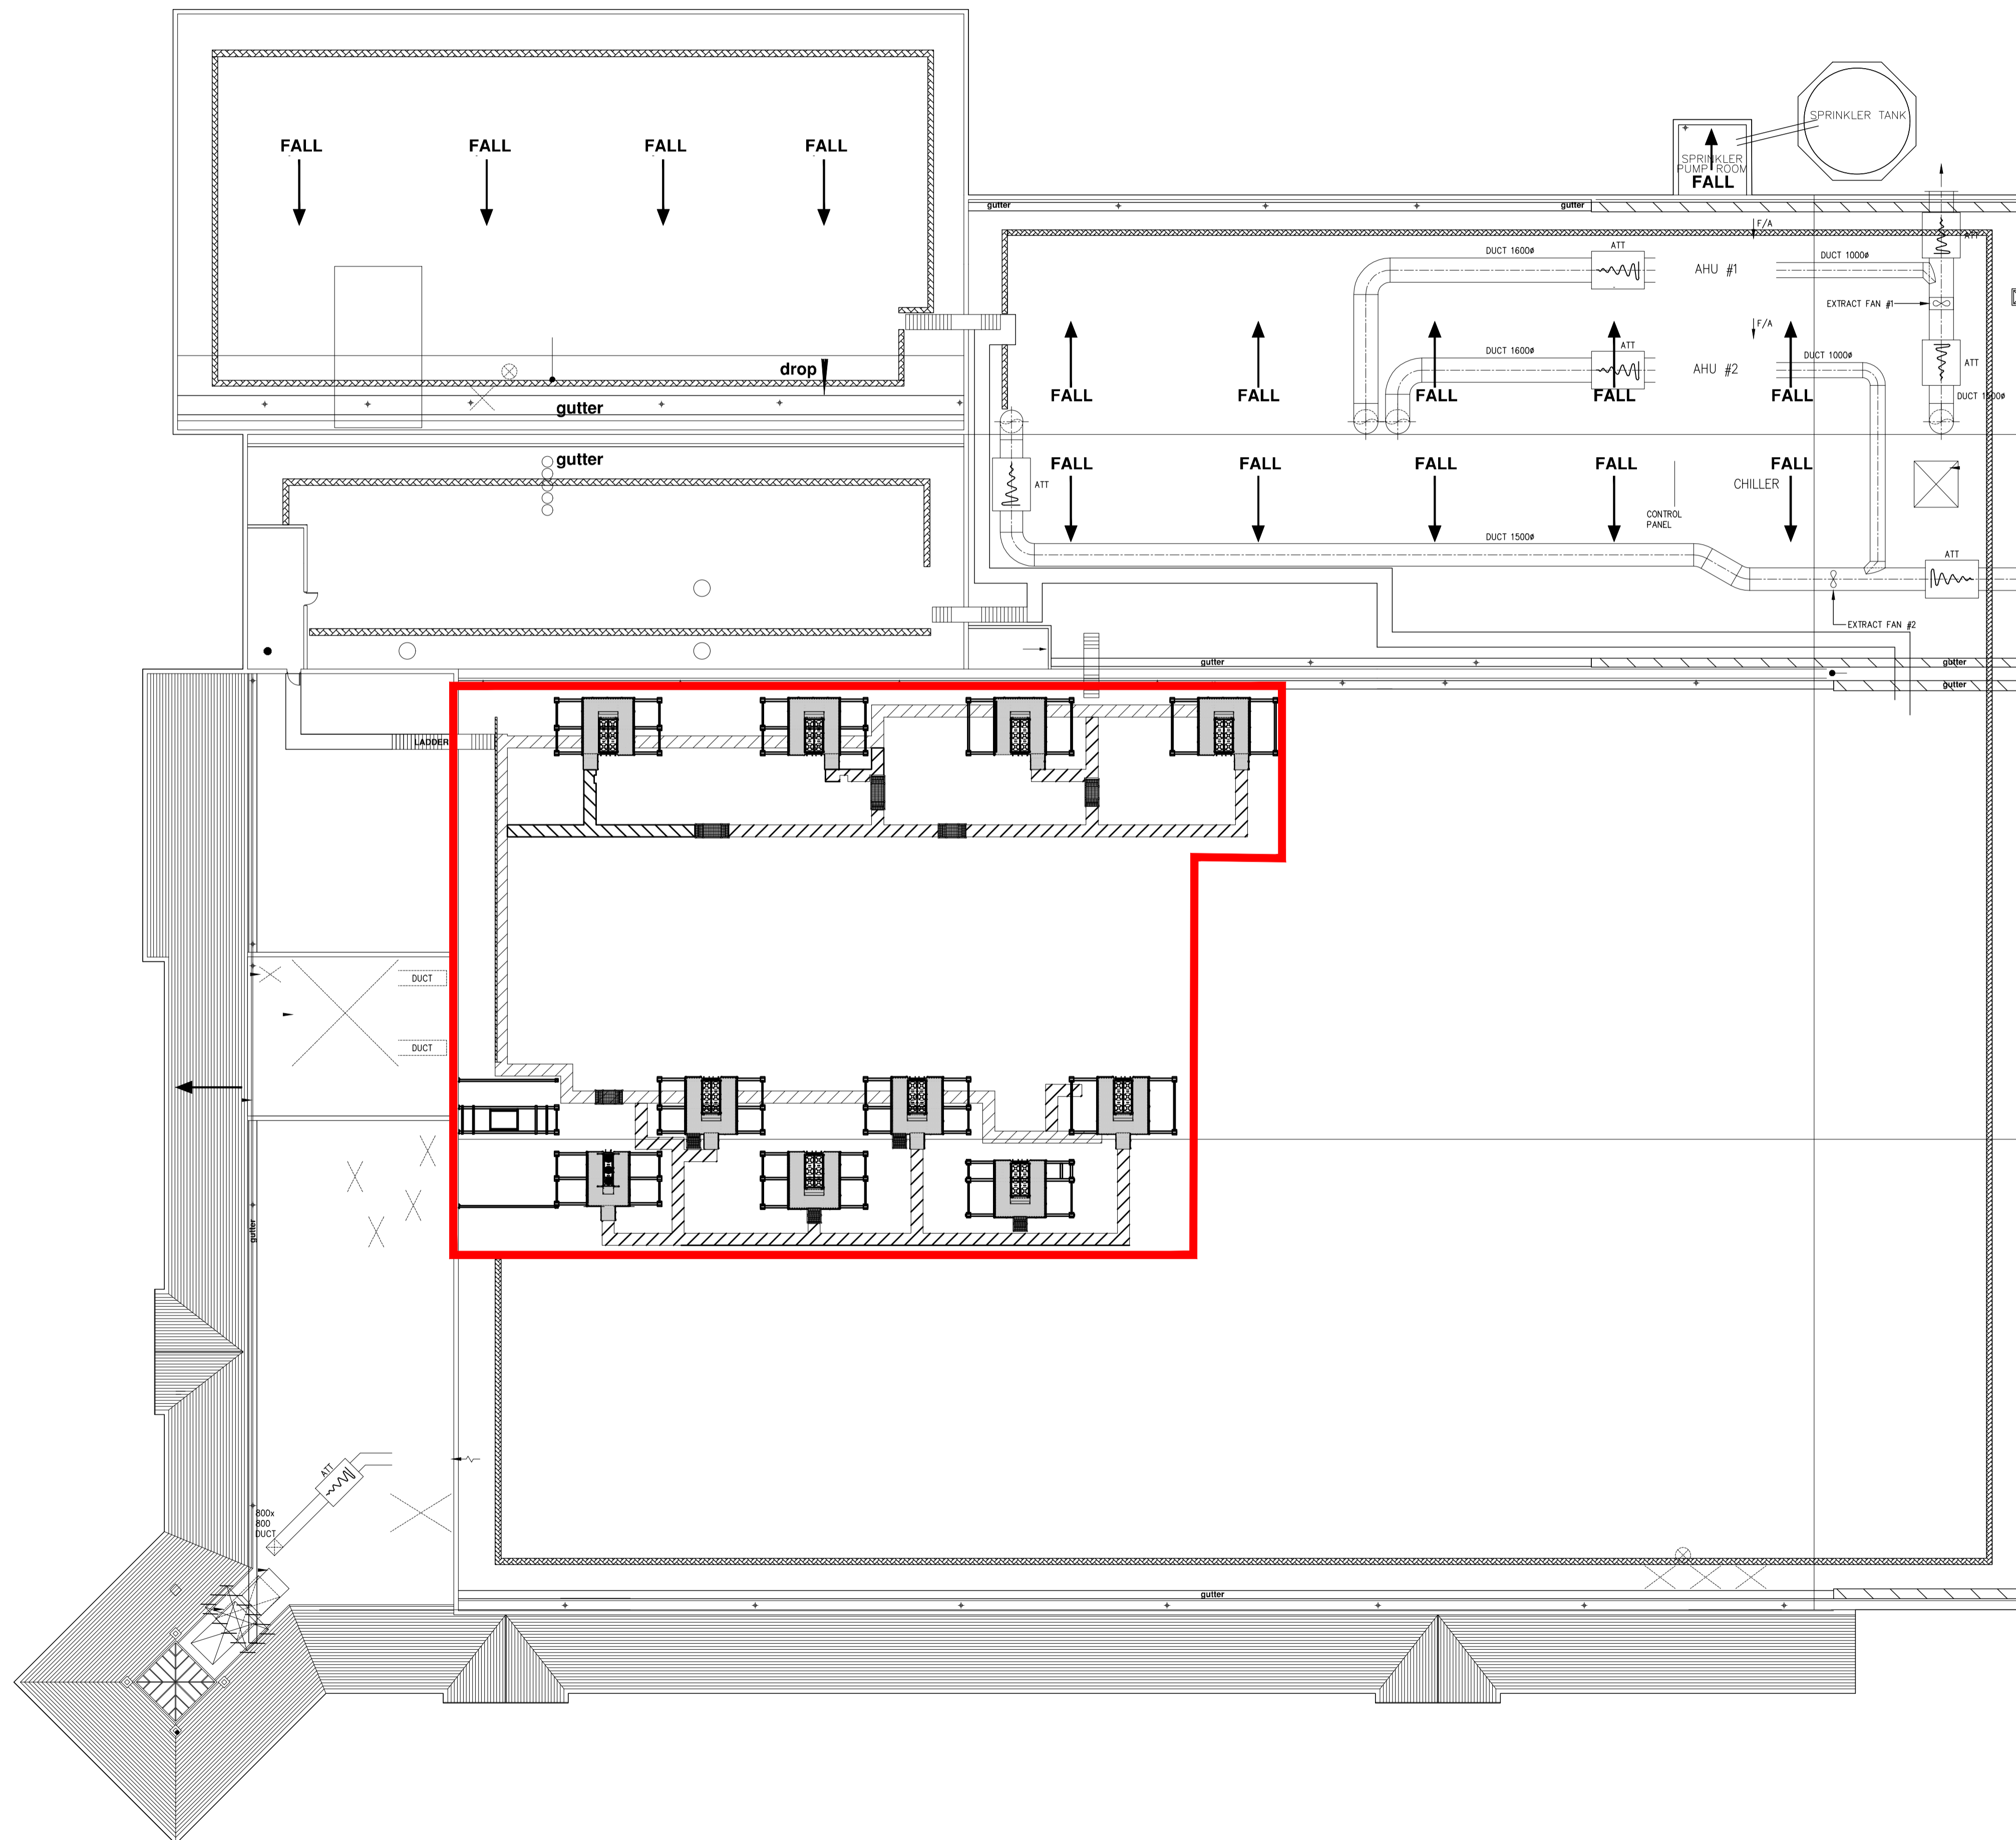 FALL FALL FALL FALL
SPRINKLER TANK
SPRINKLER
PUMP ROOM
FALL
gutter gutter
F/A
ATT
ATT
DUCT 1600ø
AHU #1
DUCT 1000ø
EXTRACT FAN #1
F/A
ATT
DUCT 1600ø
AHU #2
DUCT 1000ø
ATT
drop
FALL FALL FALL FALL FALL
gutter
gutter
FALL FALL FALL FALL FALL
ATT
CHILLER
CONTROL
PANEL
DUCT 1500ø
ATT
EXTRACT FAN #2
gutter gutter
gutter
LADDER
DUCT
DUCT
gutter
ATT
800x
800
DUCT
gutter